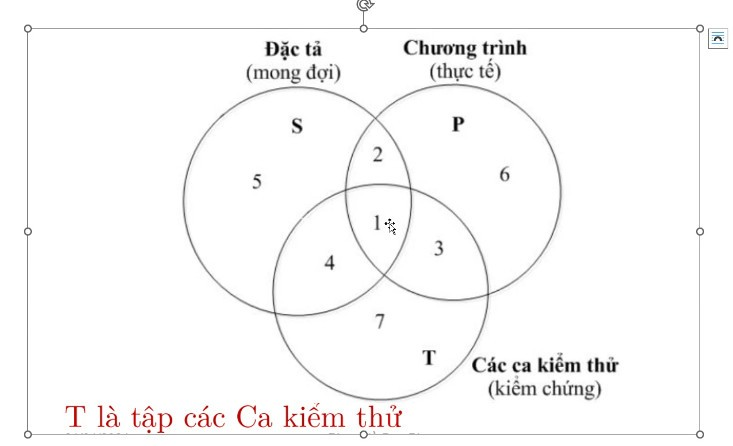 Đặc tả
(mong đợi)
Chương trình
(thực tế)
S
P
2
5
6
1
3
4
7
T
Các ca kiểm thử
(kiểm chứng)
T là tập các Ca kiểm thử